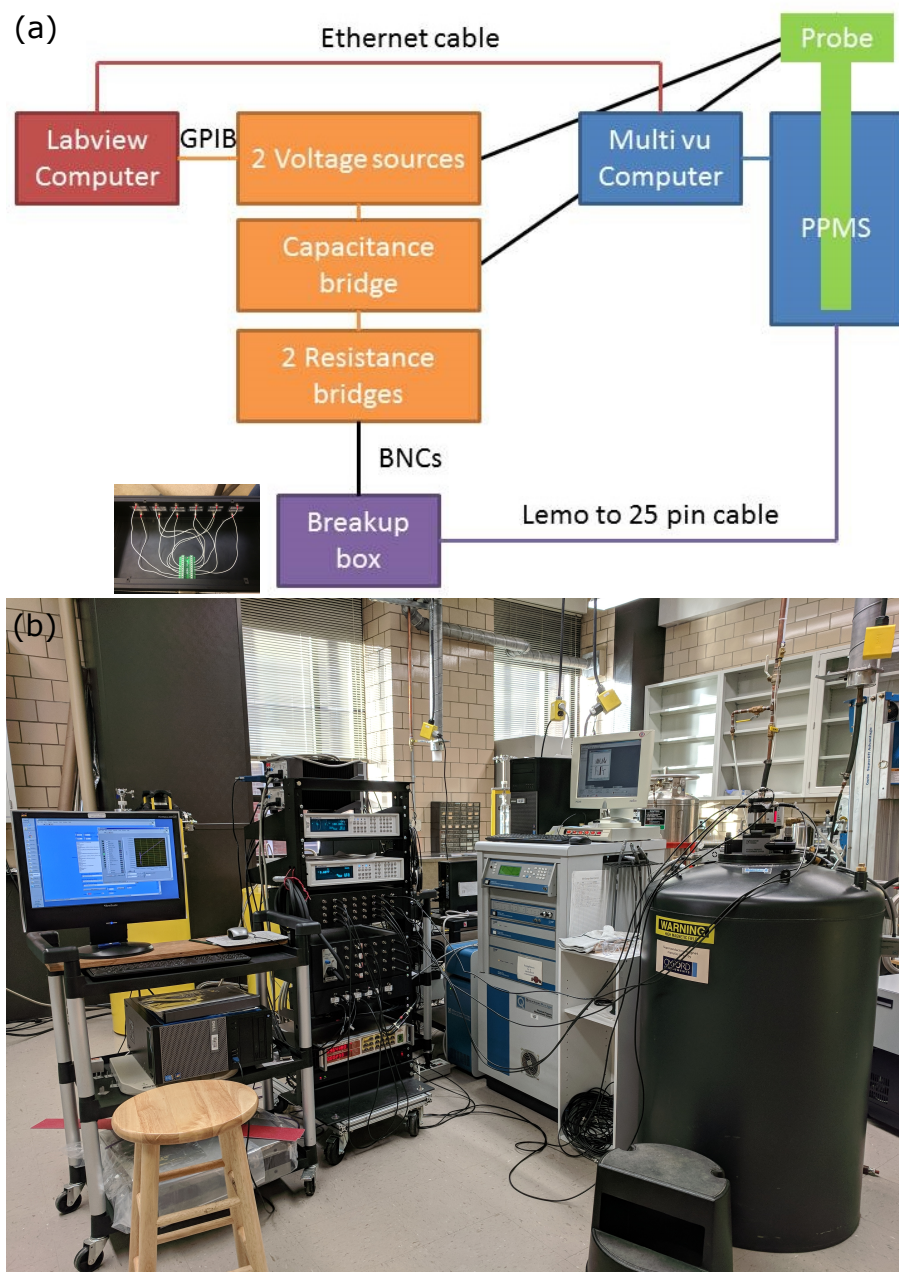 (a)
Ethernet cable
Probe
Labview
Computer
GPIB
2 Voltage sources
Multi vu
Computer
PPMS
Capacitance
bridge
2 Resistance
bridges
BNCs
Breakup
box
Lemo to 25 pin cable
(b)
WARNING